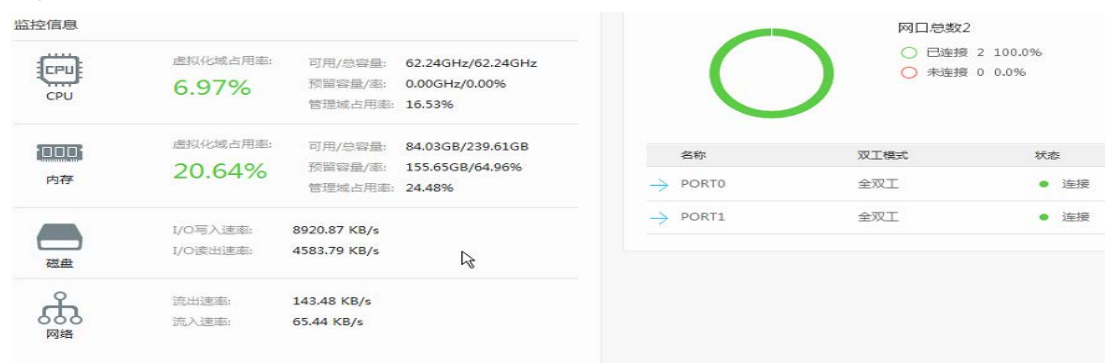 监控信息
CPU
CPU
虚拟化域占用率:
6.97%
可用/总容量: 62.24GHz/62.24GHz
预留容量/率: 0.00GHz/0.00%
管理域占用率: 16.53%
内存
虚拟化域占用率:
20.64%
可用/总容量: 84.03GB/239.61GB
预留容量/率: 155.65GB/64.96%
管理域占用率: 24.48%
磁盘
I/O写入速率: 8920.87 KB/s
I/O读出速率: 4583.79 KB/s
网络
流出速率: 143.48 KB/s
流入速率: 65.44 KB/s
网口总数2
已连接 2 100.0%
未连接 0 0.0%
名称 双工模式 状态
PORT0 全双工 连接
PORT1 全双工 连接